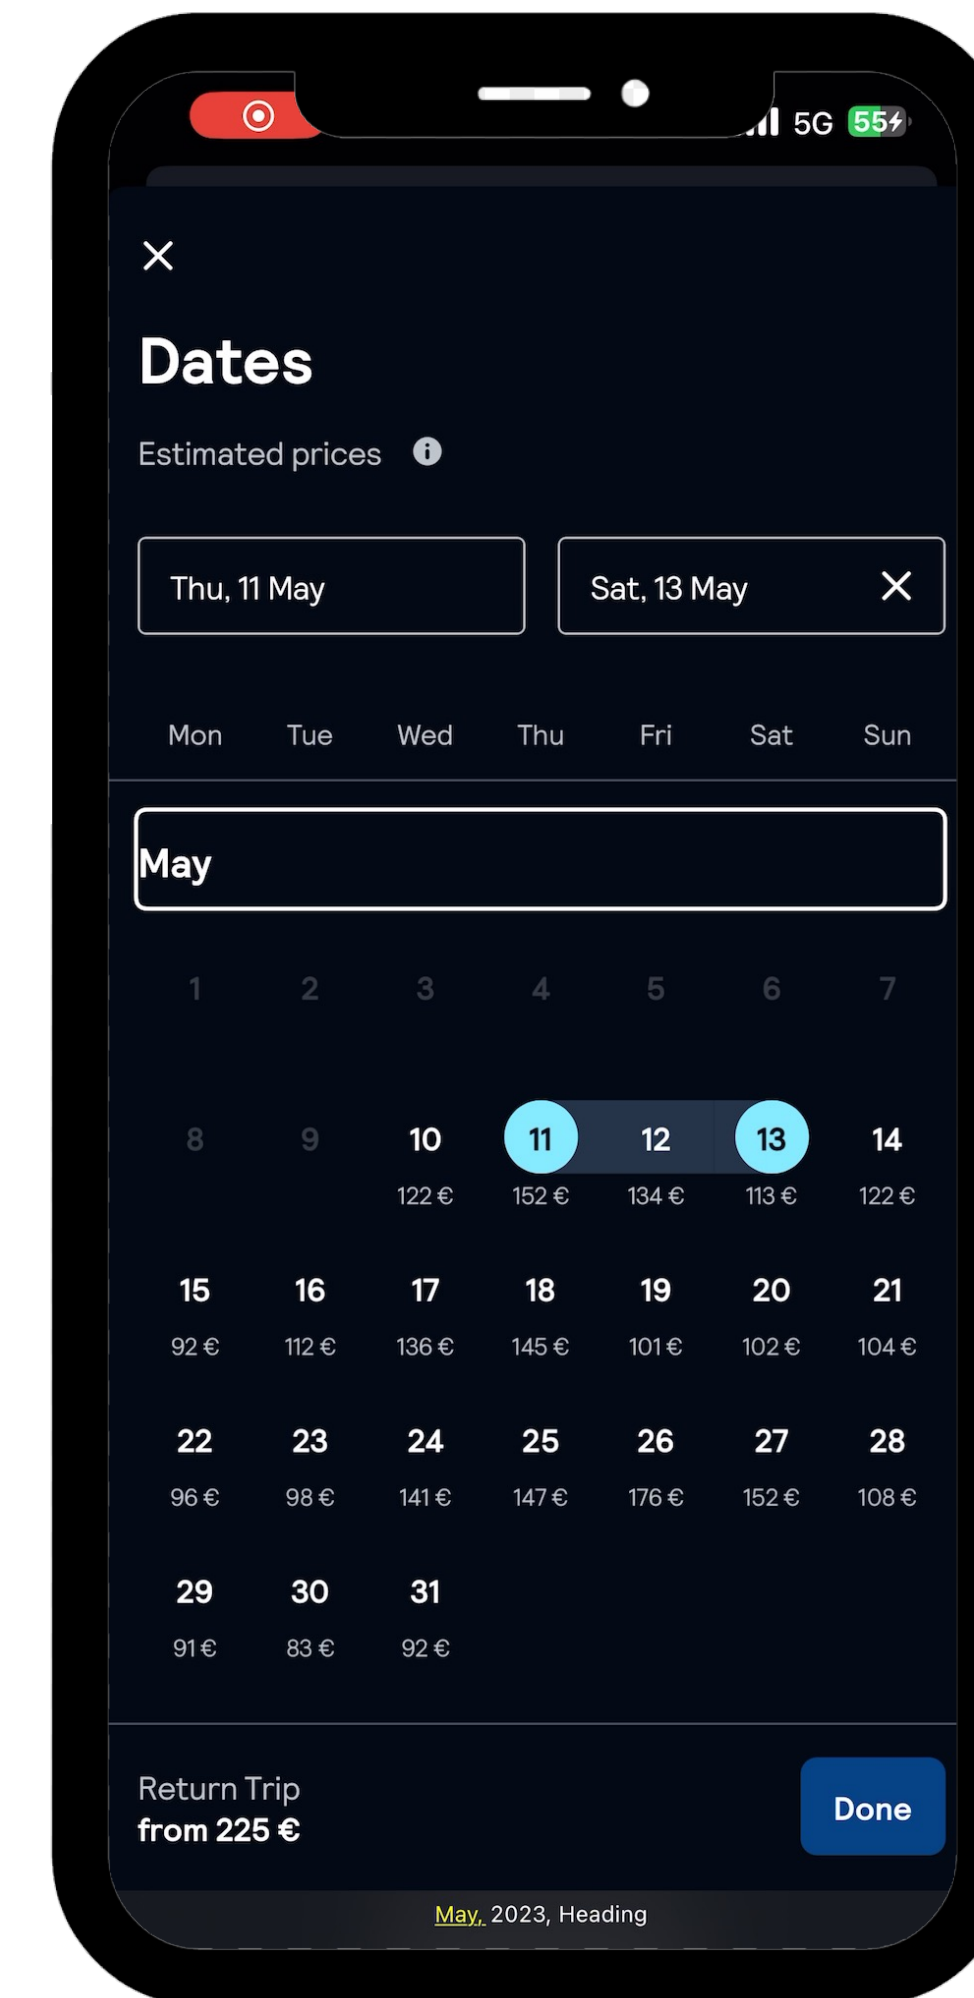 5G 55
Dates
Estimated prices
Thu, 11 May Sat, 13 May
Mon Tue Wed Thu Fri Sat Sun
May
1 2 3 4 5 6 7
8 9 10 11 12 13 14
122 € 152 € 134 € 113 € 122 €
15 16 17 18 19 20 21
92 € 112 € 136 € 145 € 101 € 102 € 104 €
22 23 24 25 26 27 28
96 € 98 € 141 € 147 € 176 € 152 € 108 €
29 30 31
91 € 83 € 92 €
Return Trip
from 225 €
Done
May, 2023, Heading